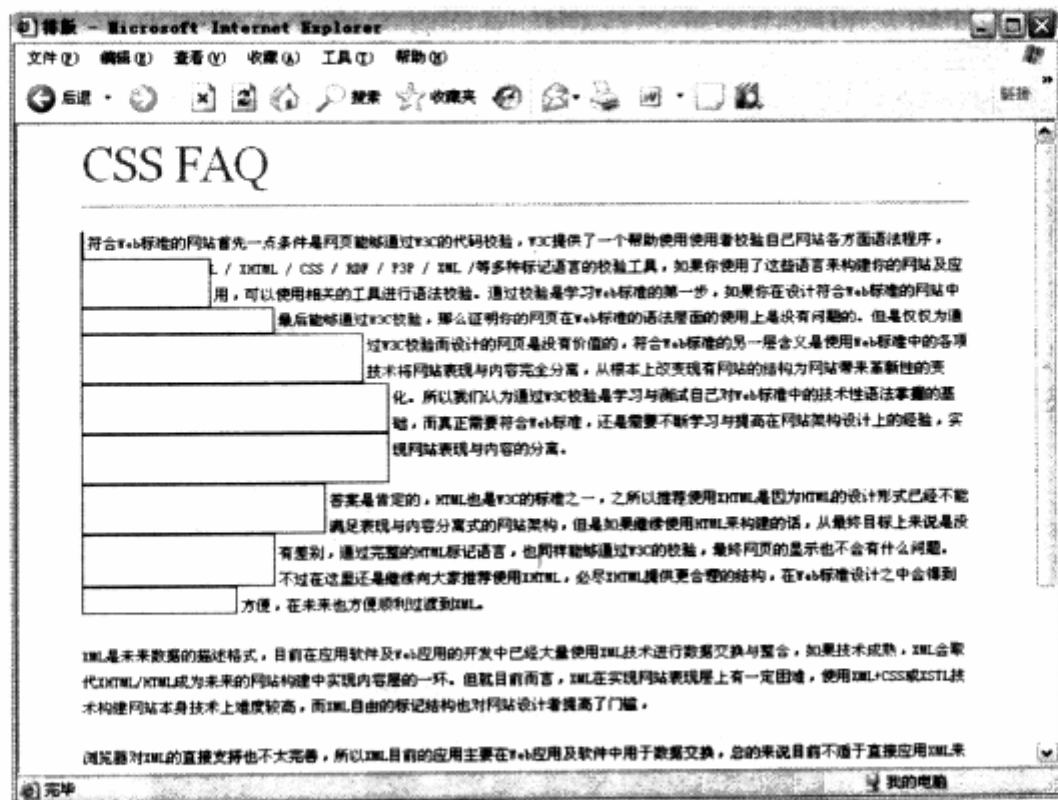 排版 - Microsoft Internet Explorer
文件(F) 编辑(E) 查看(V) 收藏(A) 工具(T) 帮助(H)
后退 搜索 收藏夹 链接
CSS FAQ
符合Web标准的网站首先一点条件是网页能够通过W3C的代码校验，W3C提供了一个帮助使用使用着校验自己网站各方面语法程序，
L / XHTML / CSS / RDF / P3P / XML /等多种标记语言的校验工具，如果你使用了这些语言来构建你的网站及应
用，可以使用相关的工具进行语法校验。通过校验是学习Web标准的第一步，如果你在设计符合Web标准的网站中
最后能够通过W3C校验，那么证明你的网页在Web标准的语法层面的使用上是没有问题的。但是仅仅为通
过W3C校验而设计的网页是没有价值的，符合Web标准的另一层含义是使用Web标准中的各项
技术将网站表现与内容完全分离，从根本上改变现有网站的结构为网站带来革新性的变
化。所以我们认为通过W3C校验是学习与测试自己对Web标准中的技术性语法掌握的基
础，而真正需要符合Web标准，还是需要不断学习与提高在网站架构设计上的经验，实
现网站表现与内容的分离。
答案是肯定的，HTML也是W3C的标准之一，之所以推荐使用XHTML是因为HTML的设计形式已经不能
满足表现与内容分离式的网站架构，但是如果继续使用HTML来构建的话，从最终目标上来说是没
有差别，通过完整的HTML标记语言，也同样能够通过W3C的校验，最终网页的显示也不会有什么问题。
不过在这里还是继续向大家推荐使用XHTML，必尽XHTML提供更合理的结构，在Web标准设计之中会得到
方便，在未来也方便顺利过渡到XML。
XML是未来数据的描述格式，目前在应用软件及Web应用的开发中已经大量使用XML技术进行数据交换与整合，如果技术成熟，XML会取
代XHTML/HTML成为未来的网站构建中实现内容层的一环。但就目前而言，XML在实现网站表现层上有一定困难，使用XML+CSS或XSTL技
术构建网站本身技术上难度较高，而XML自由的标记结构也对网站设计者提高了门槛，
浏览器对XML的直接支持也不太完善，所以XML目前的应用主要在Web应用及软件中用于数据交换，总的来说目前不适于直接应用XML来
完毕 我的电脑